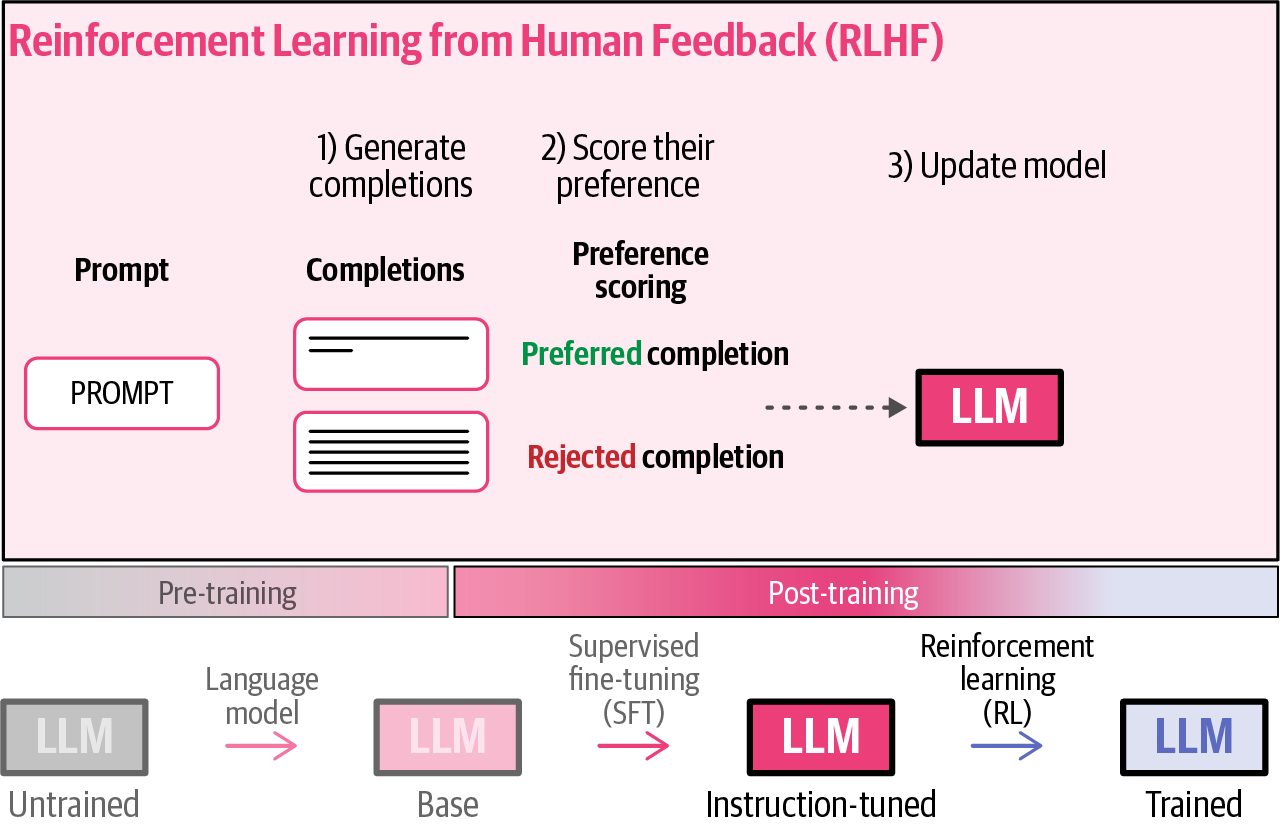 Reinforcement Learning from Human Feedback (RLHF)
1) Generate
completions
2) Score their
preference
3) Update model
Prompt
Completions
Preference
scoring
PROMPT
Preferred completion
Rejected completion
LLM
Pre-training
Post-training
Language
model
Supervised
fine-tuning
(SFT)
Reinforcement
learning
(RL)
LLM
LLM
LLM
LLM
Untrained
Base
Instruction-tuned
Trained